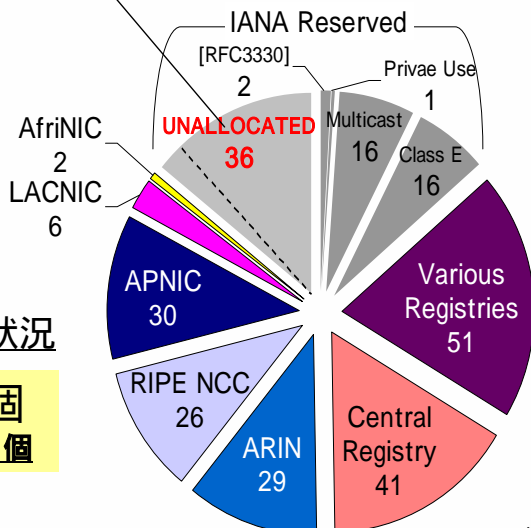 IANA Reserved
[RFC3330]
2
Privae Use
1
UNALLOCATED
36
Multicast
16
Class E
16
AfriNIC
2
LACNIC
6
APNIC
30
Various
Registries
51
状況
RIPE NCC
26
個
個
ARIN
29
Central
Registry
41